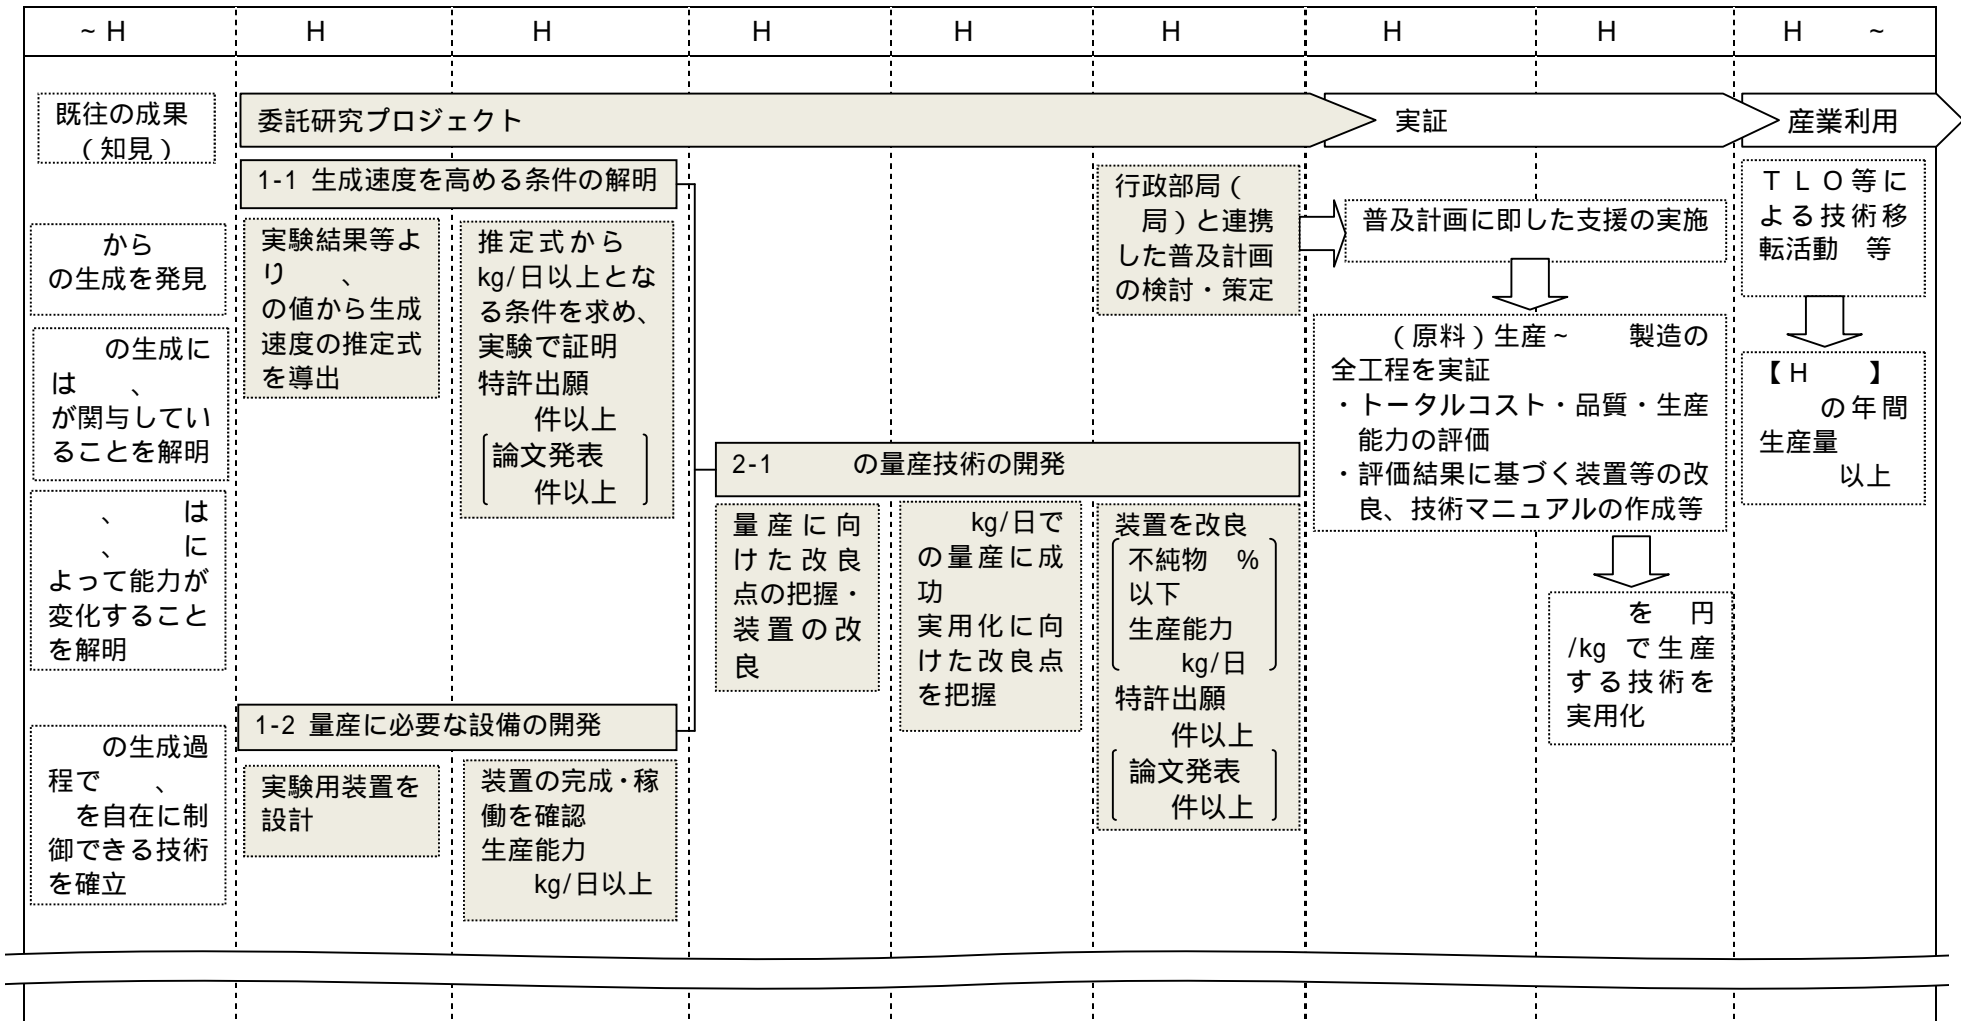 ~ H
H
H
H
H
H
H
H
H ~
既往の成果
（知見）
委託研究プロジェクト
実証
産業利用
から
の生成を発見
の生成に
は 、
が関与してい
ることを解明
、 は
、 に
よって能力が
変化すること
を解明
の生成過
程で 、
を自在に制
御できる技術
を確立
1-1 生成速度を高める条件の解明
実験結果等よ
り 、
の値から生成
速度の推定式
を導出
推定式から
kg/日以上とな
る条件を求め、
実験で証明
特許出願
件以上
論文発表
件以上
1-2 量産に必要な設備の開発
実験用装置を
設計
装置の完成・稼
働を確認
生産能力
kg/日以上
2-1 の量産技術の開発
量産に向
けた改良
点の把握・
装置の改
良
kg/日で
の量産に成
功
実用化に向
けた改良点
を把握
行政部局（
局）と連携
した普及計画
の検討・策定
装置を改良
不純物 %
以下
生産能力
kg/日
特許出願
件以上
論文発表
件以上
普及計画に即した支援の実施
（原料）生産~ 製造の
全工程を実証
・トータルコスト・品質・生産
能力の評価
・評価結果に基づく装置等の改
良、技術マニュアルの作成等
を 円
/kg で生産
する技術を
実用化
ＴＬＯ等に
よる技術移
転活動 等
【H 】
の年間
生産量
以上